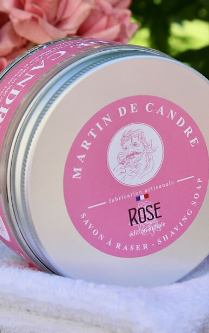 MARTIN DE CANDRE
fabrication artisanale
ROSE
SAVON À RASER - SHAVING SOAP